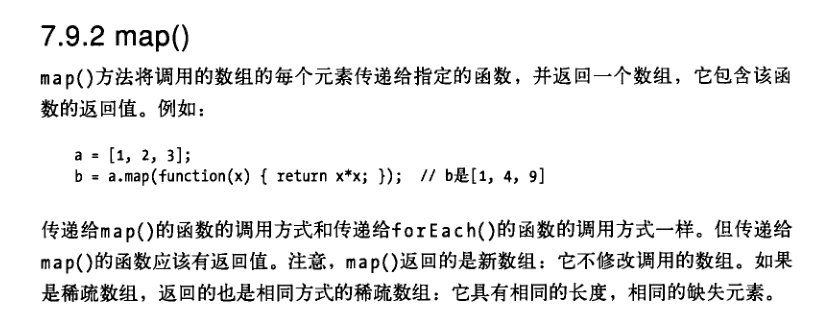 7.9.2 map()
map()方法将调用的数组的每个元素传递给指定的函数，并返回一个数组，它包含该函
数的返回值。例如：
a = [1, 2, 3];
b = a.map(function(x) { return x*x; });  // b是[1, 4, 9]
传递给map()的函数的调用方式和传递给forEach()的函数的调用方式一样。但传递给
map()的函数应该有返回值。注意，map()返回的是新数组：它不修改调用的数组。如果
是稀疏数组，返回的也是相同方式的稀疏数组：它具有相同的长度，相同的缺失元素。